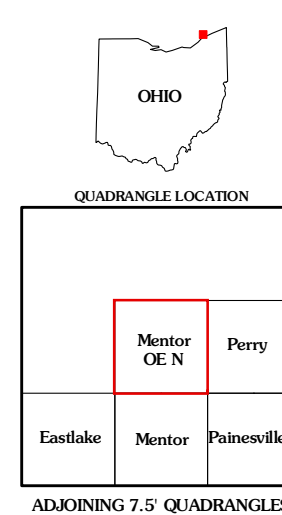 OHIO
QUADRANGLE LOCATION
Mentor
OE N
Perry
Eastlake
Mentor
Painesville
ADJOINING 7.5' QUADRANGLES